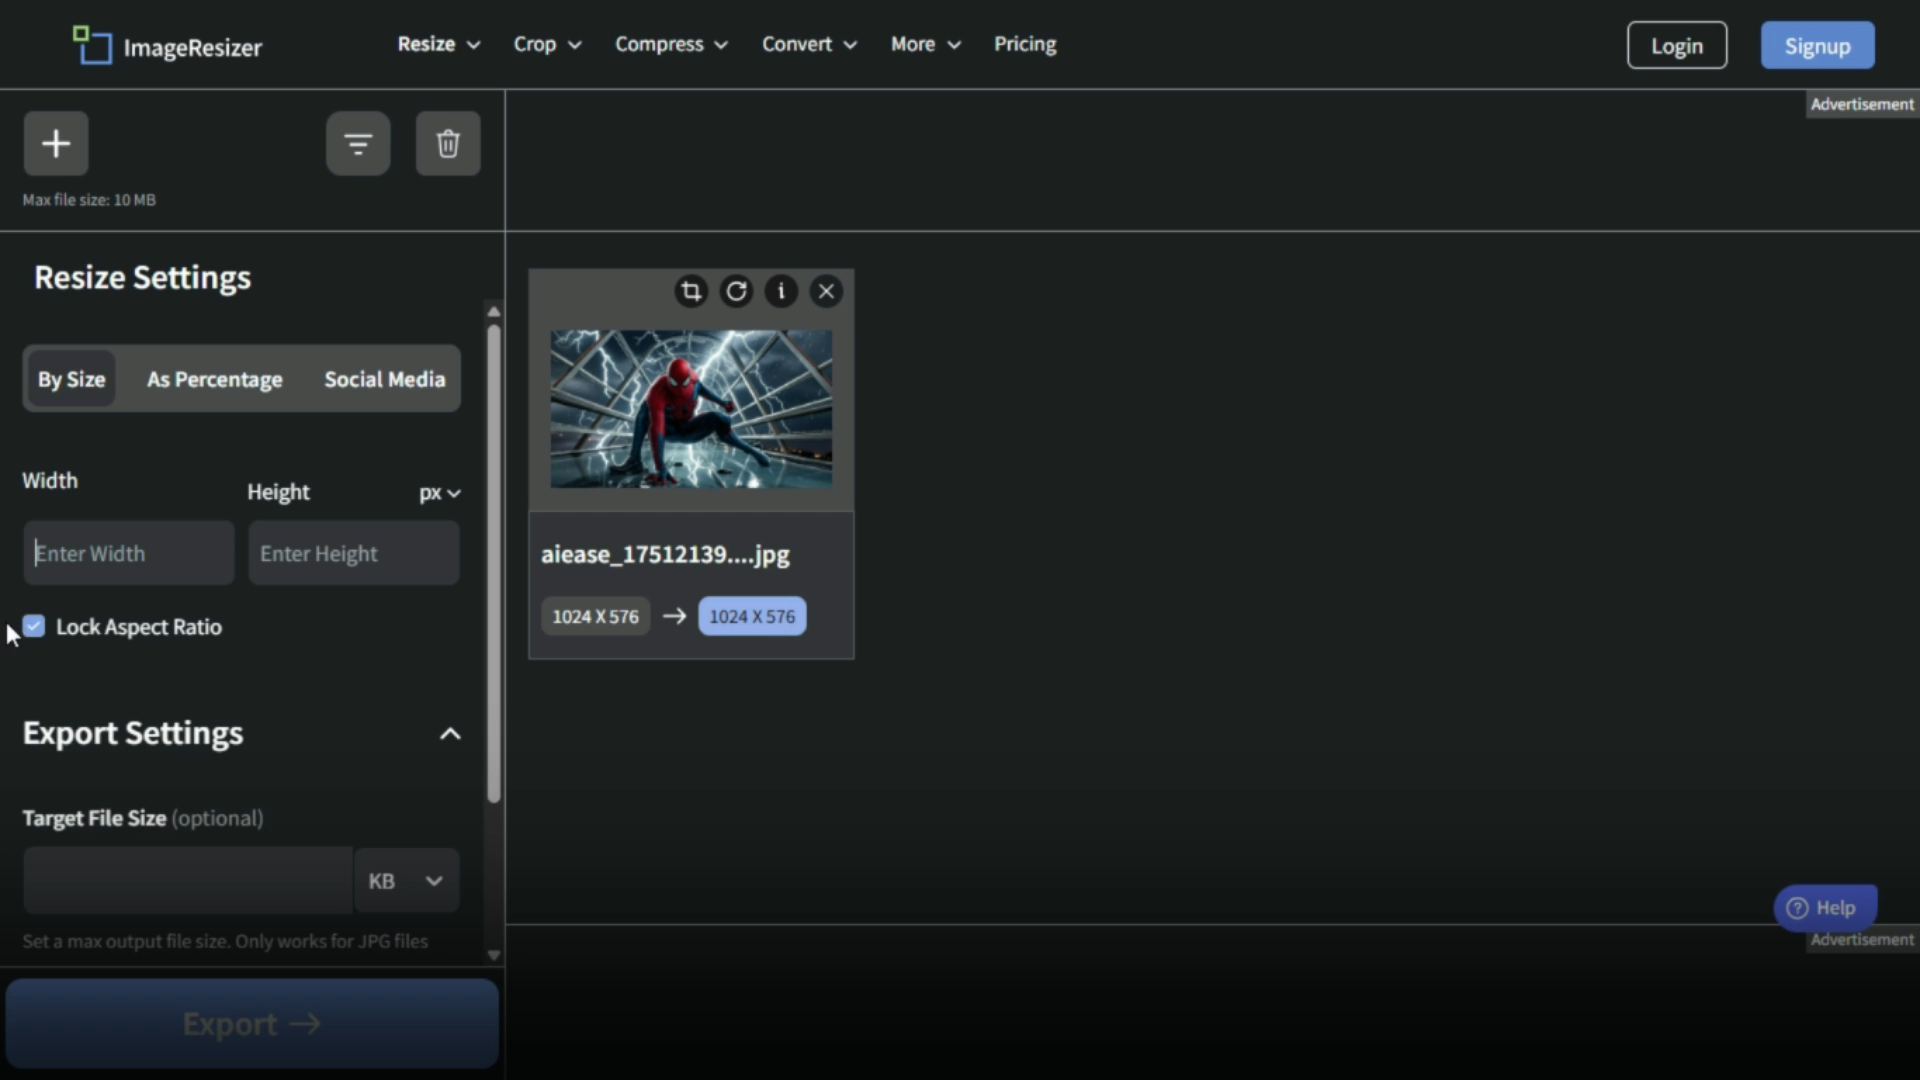 ImageResizer
Resize
Crop
Compress
Convert
More
Pricing
Login
Signup
Max file size: 10 MB
Advertisement
Resize Settings
By Size
As Percentage
Social Media
Width
Height
px
Enter Width
Enter Height
Lock Aspect Ratio
aiease_17512139....jpg
1024 X 576 → 1024 X 576
Export Settings
Target File Size (optional)
KB
Set a max output file size. Only works for JPG files
Export →
Help
Advertisement